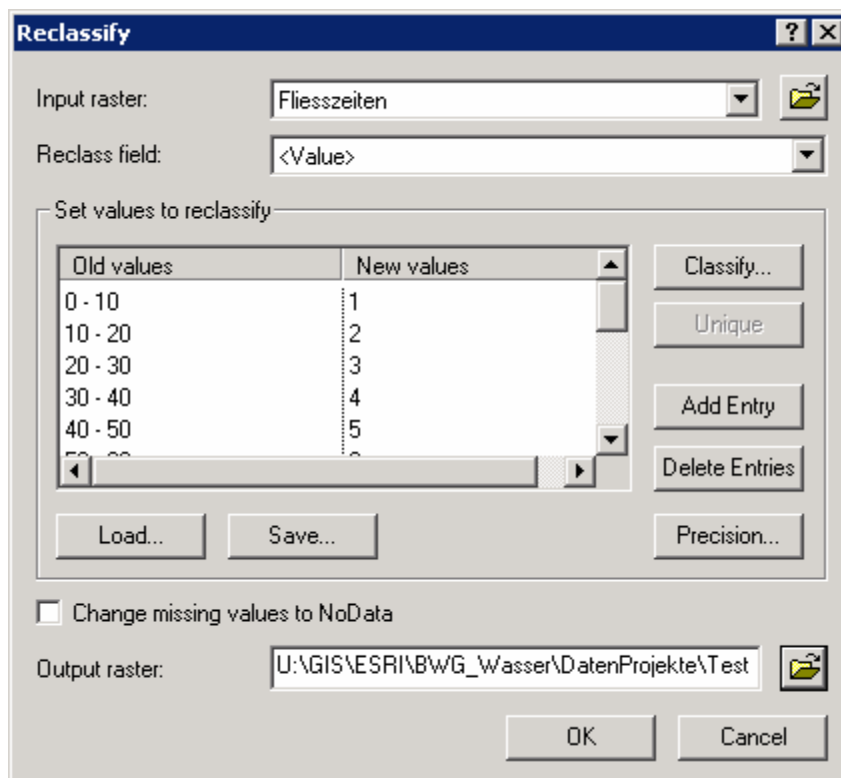 Reclassify
Input raster: Fliesszeiten
Reclass field: <Value>
Set values to reclassify
Old values New values
0 - 10 1
10 - 20 2
20 - 30 3
30 - 40 4
40 - 50 5
Classify...
Unique
Add Entry
Delete Entries
Load... Save... Precision...
Change missing values to NoData
Output raster: U:\GIS\ESRI\BWG_Wasser\DatenProjekte\Test
OK Cancel